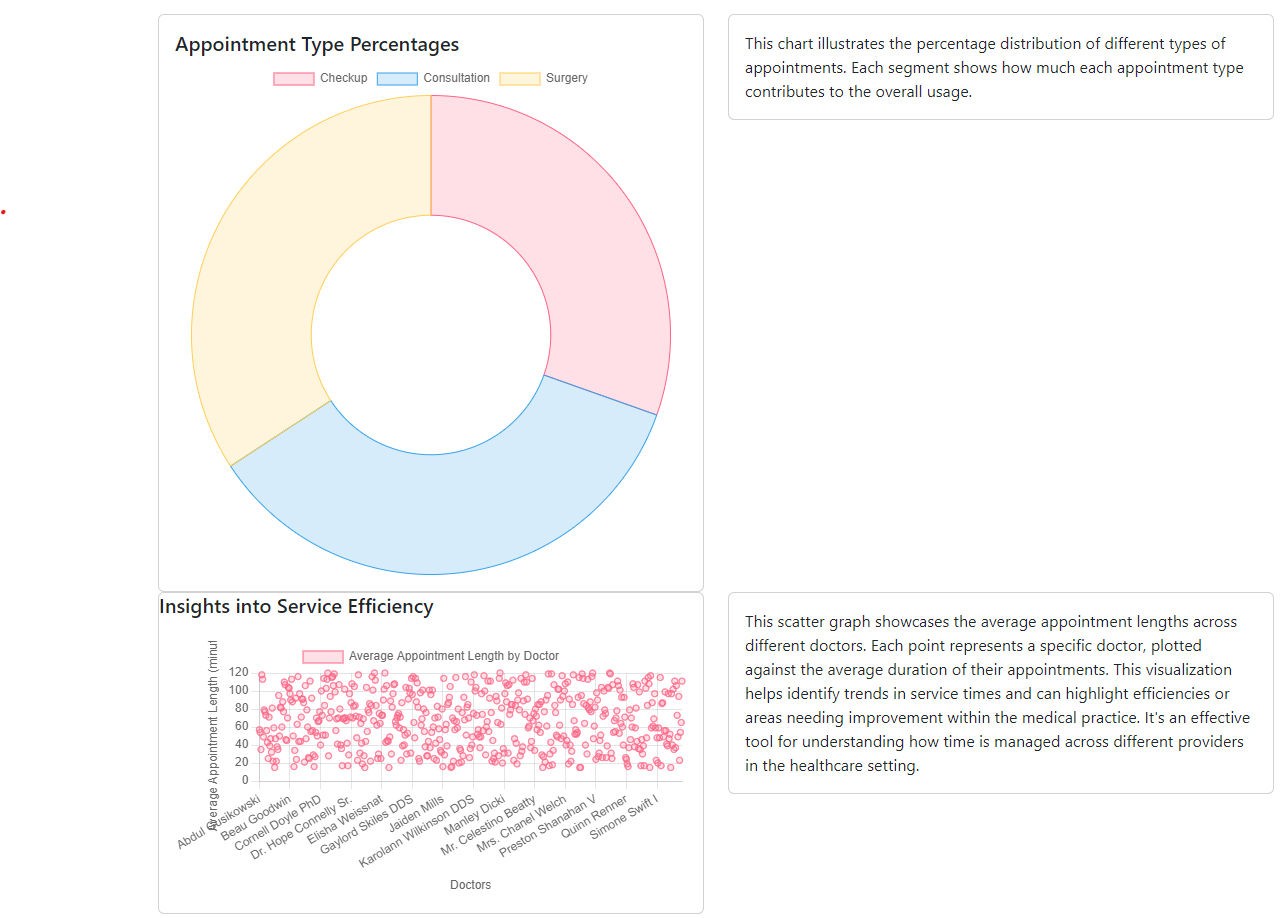 Appointment Type Percentages
Checkup Consultation Surgery
This chart illustrates the percentage distribution of different types of
appointments. Each segment shows how much each appointment type
contributes to the overall usage.
Insights into Service Efficiency
Average Appointment Length by Doctor
Average Appointment Length (minut
120
100
80
60
40
20
0
Abdul Cusikowski
Beau Goodwin
Cornell Doyle PhD
Dr. Hope Connelly Sr.
Elisha Weissnat
Gaylord Skiles DDS
Jaiden Mills
Karolann Wilkinson DDS
Manley Dicki
Mr. Celestino Beatty
Mrs. Chanel Welch
Preston Shanahan V
Quinn Renner
Simone Swift I
Doctors
This scatter graph showcases the average appointment lengths across
different doctors. Each point represents a specific doctor, plotted
against the average duration of their appointments. This visualization
helps identify trends in service times and can highlight efficiencies or
areas needing improvement within the medical practice. It's an effective
tool for understanding how time is managed across different providers
in the healthcare setting.